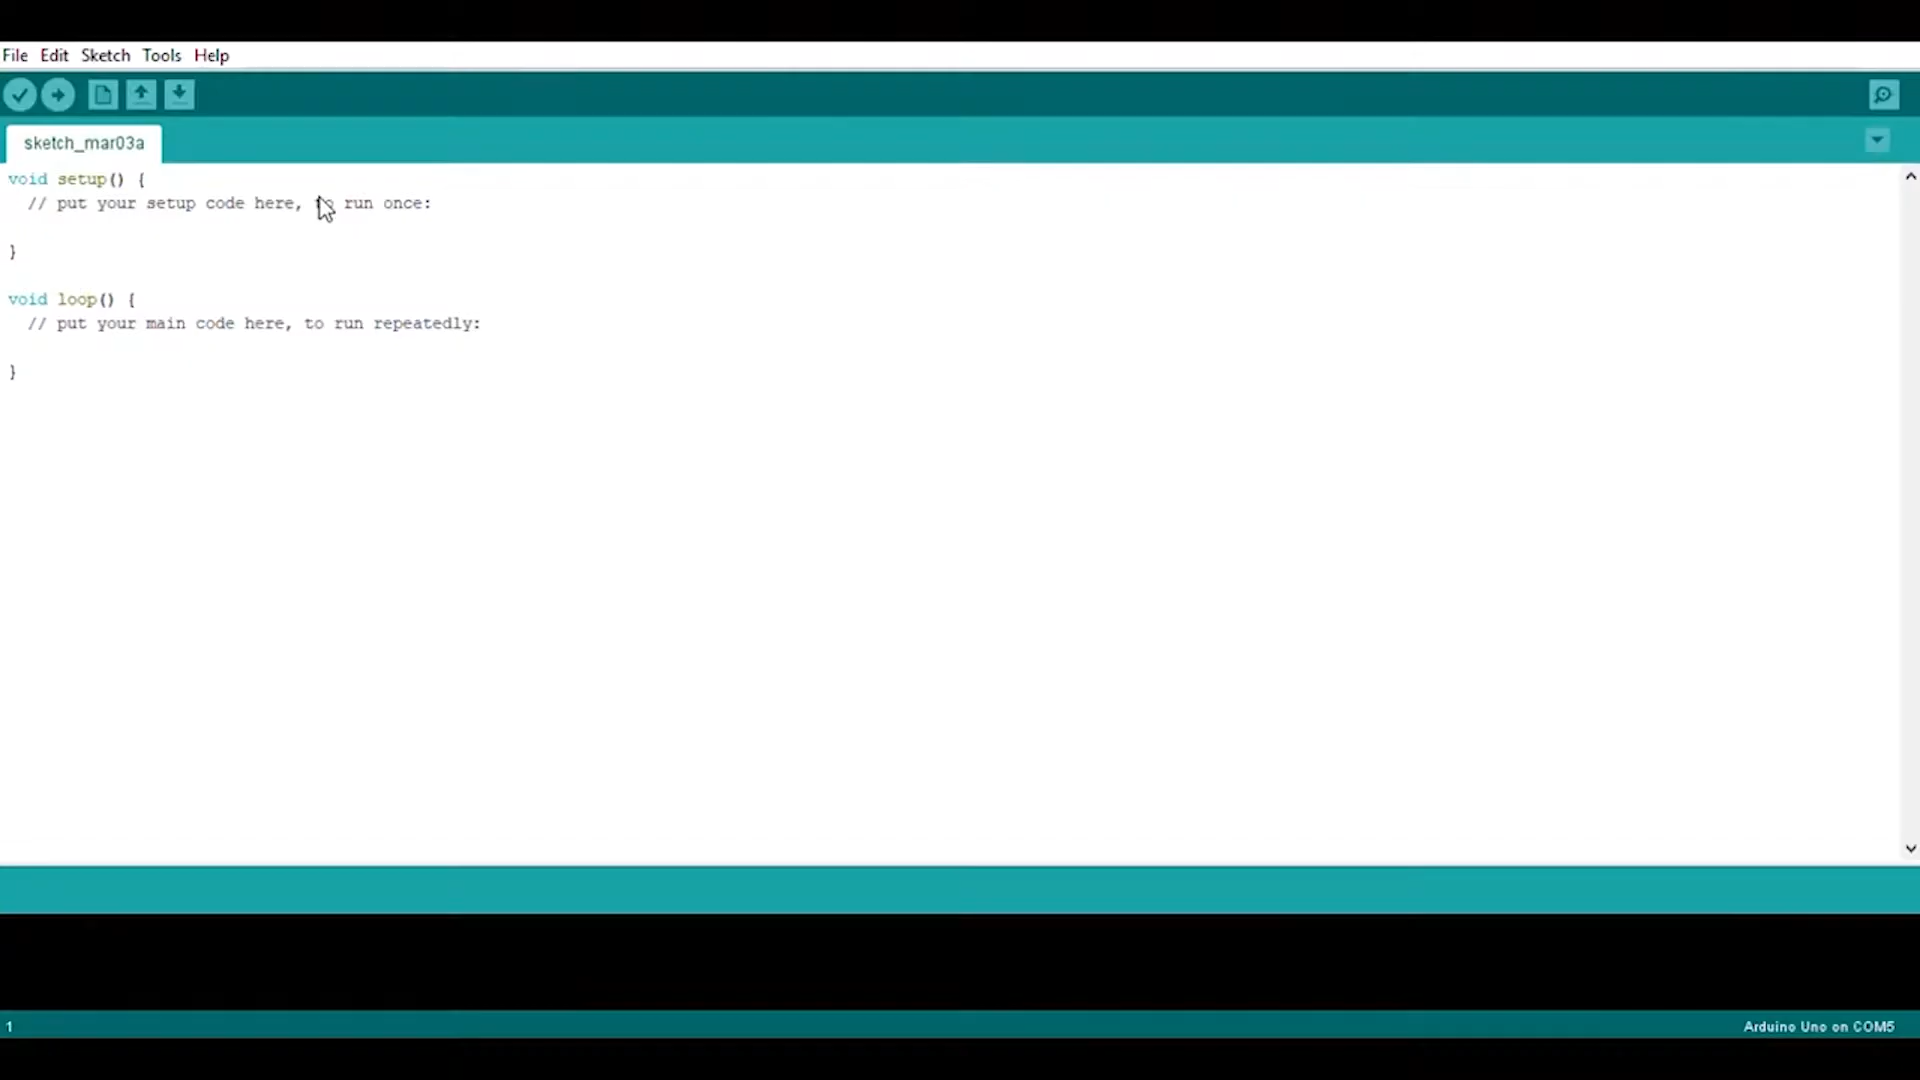 File Edit Sketch Tools Help
sketch_mar03a
void setup() {
// put your setup code here, to run once:
}
void loop() {
// put your main code here, to run repeatedly:
}
1
Arduino Uno on COM5